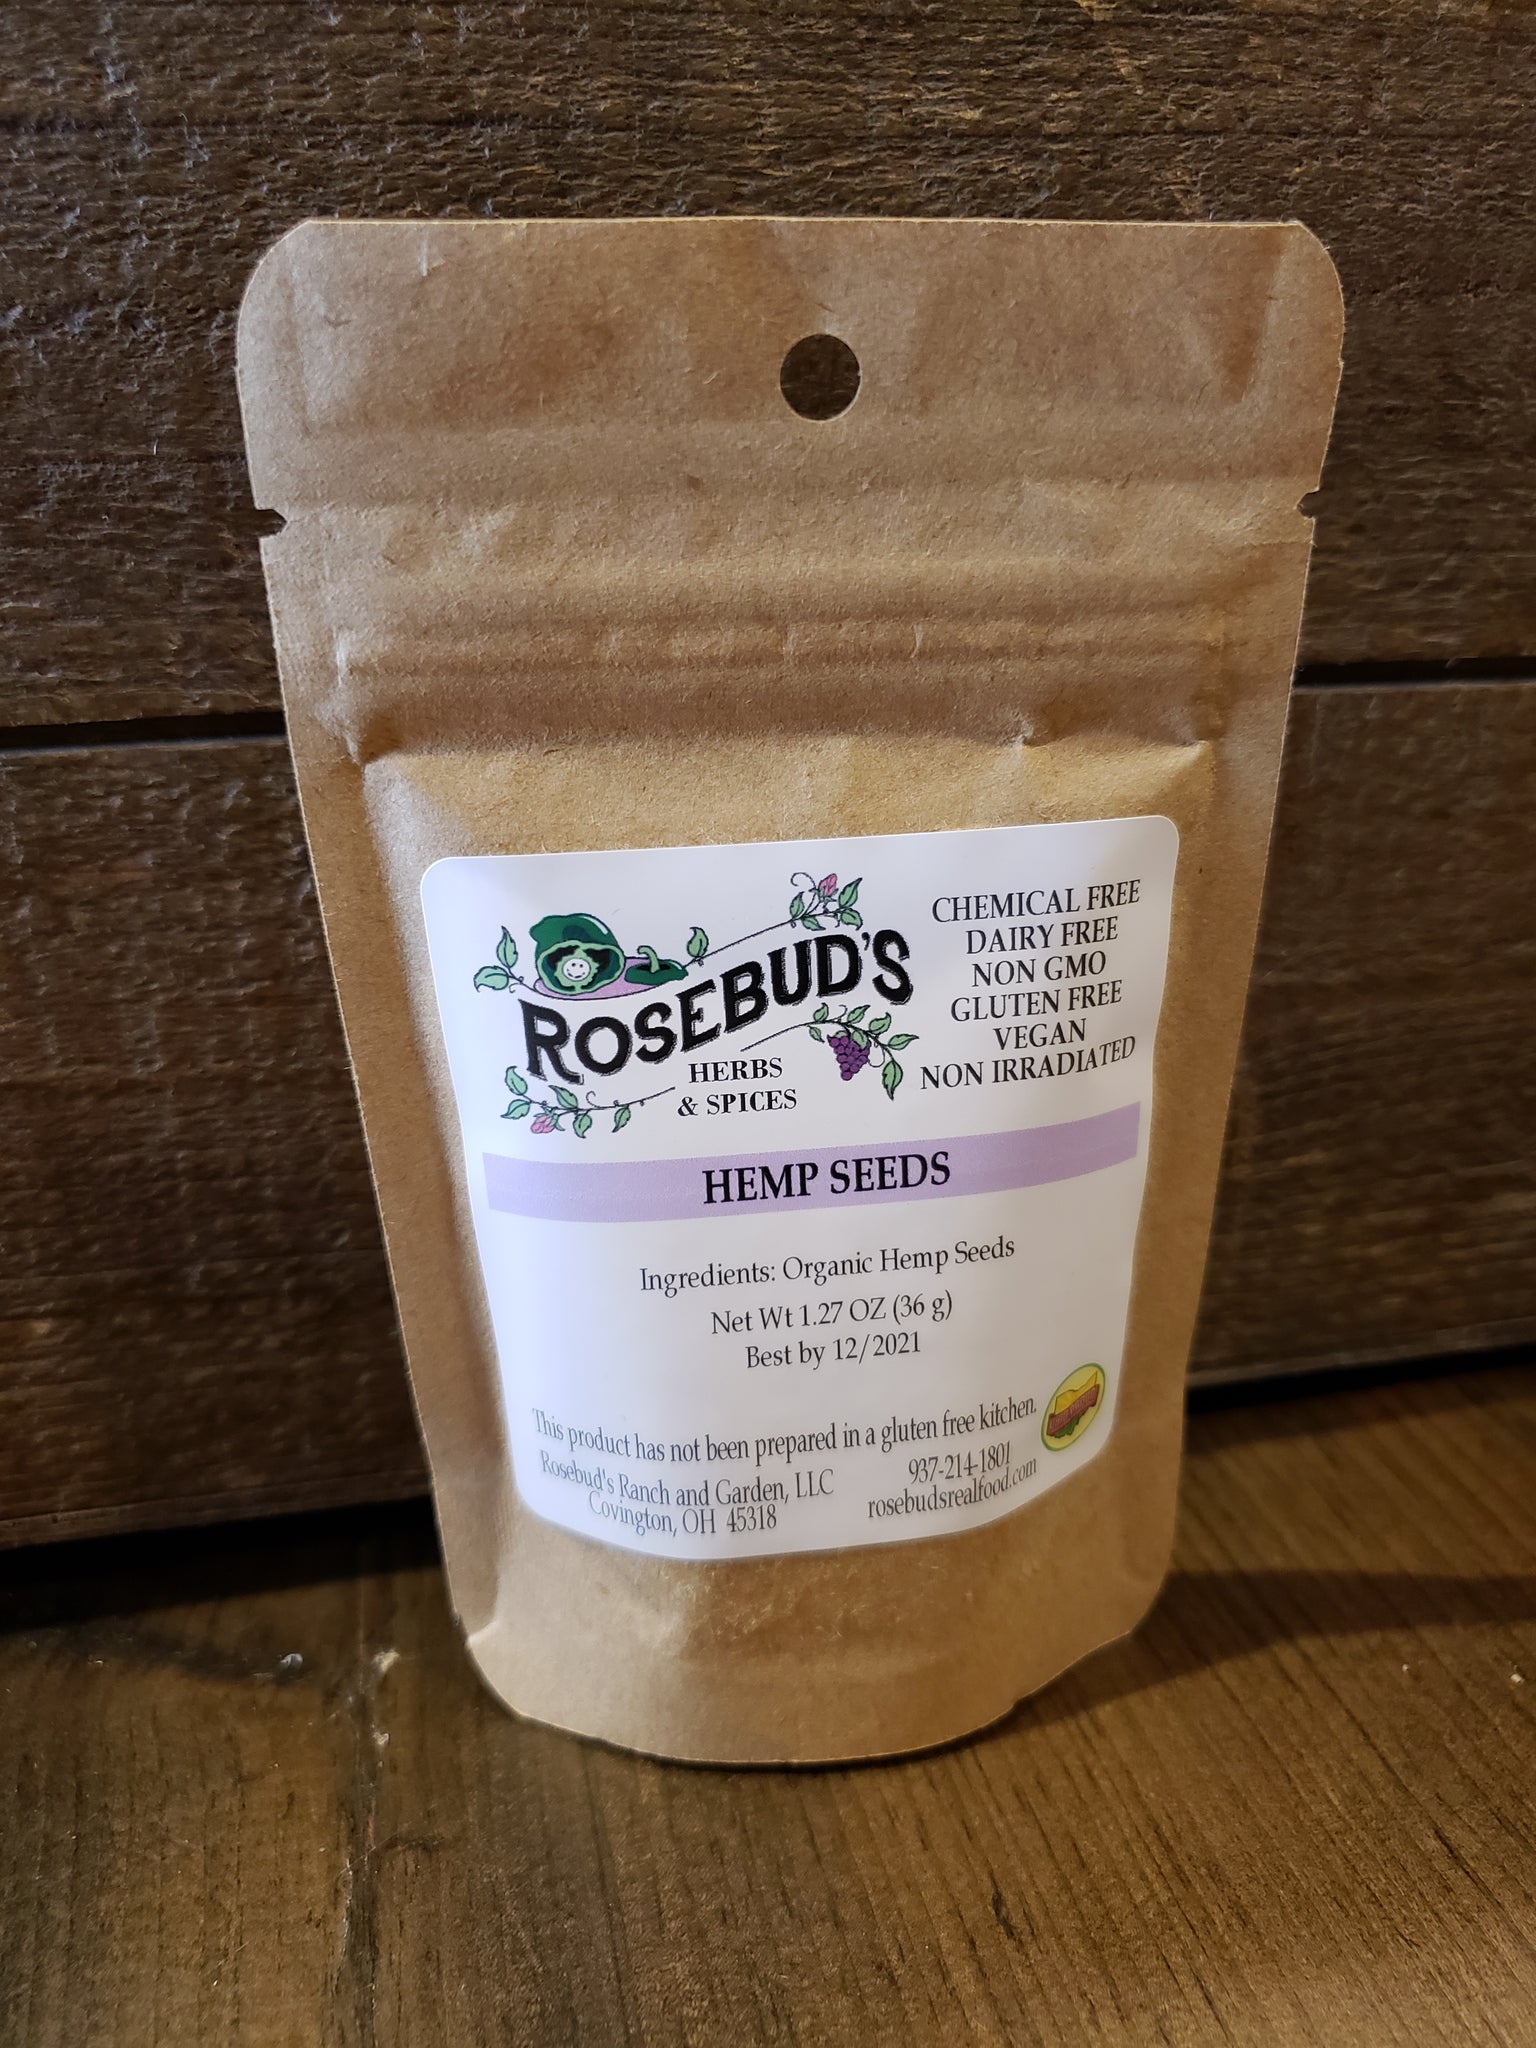 ROSEBUD'S
HERBS
& SPICES
CHEMICAL FREE
DAIRY FREE
NON GMO
GLUTEN FREE
VEGAN
NON IRRADIATED
HEMP SEEDS
Ingredients: Organic Hemp Seeds
Net Wt 1.27 OZ (36 g)
Best by 12/2021
This product has not been prepared in a gluten free kitchen.
Rosebud's Ranch and Garden, LLC
Covington, OH 45318
937-214-1801
rosebudsrealfood.com